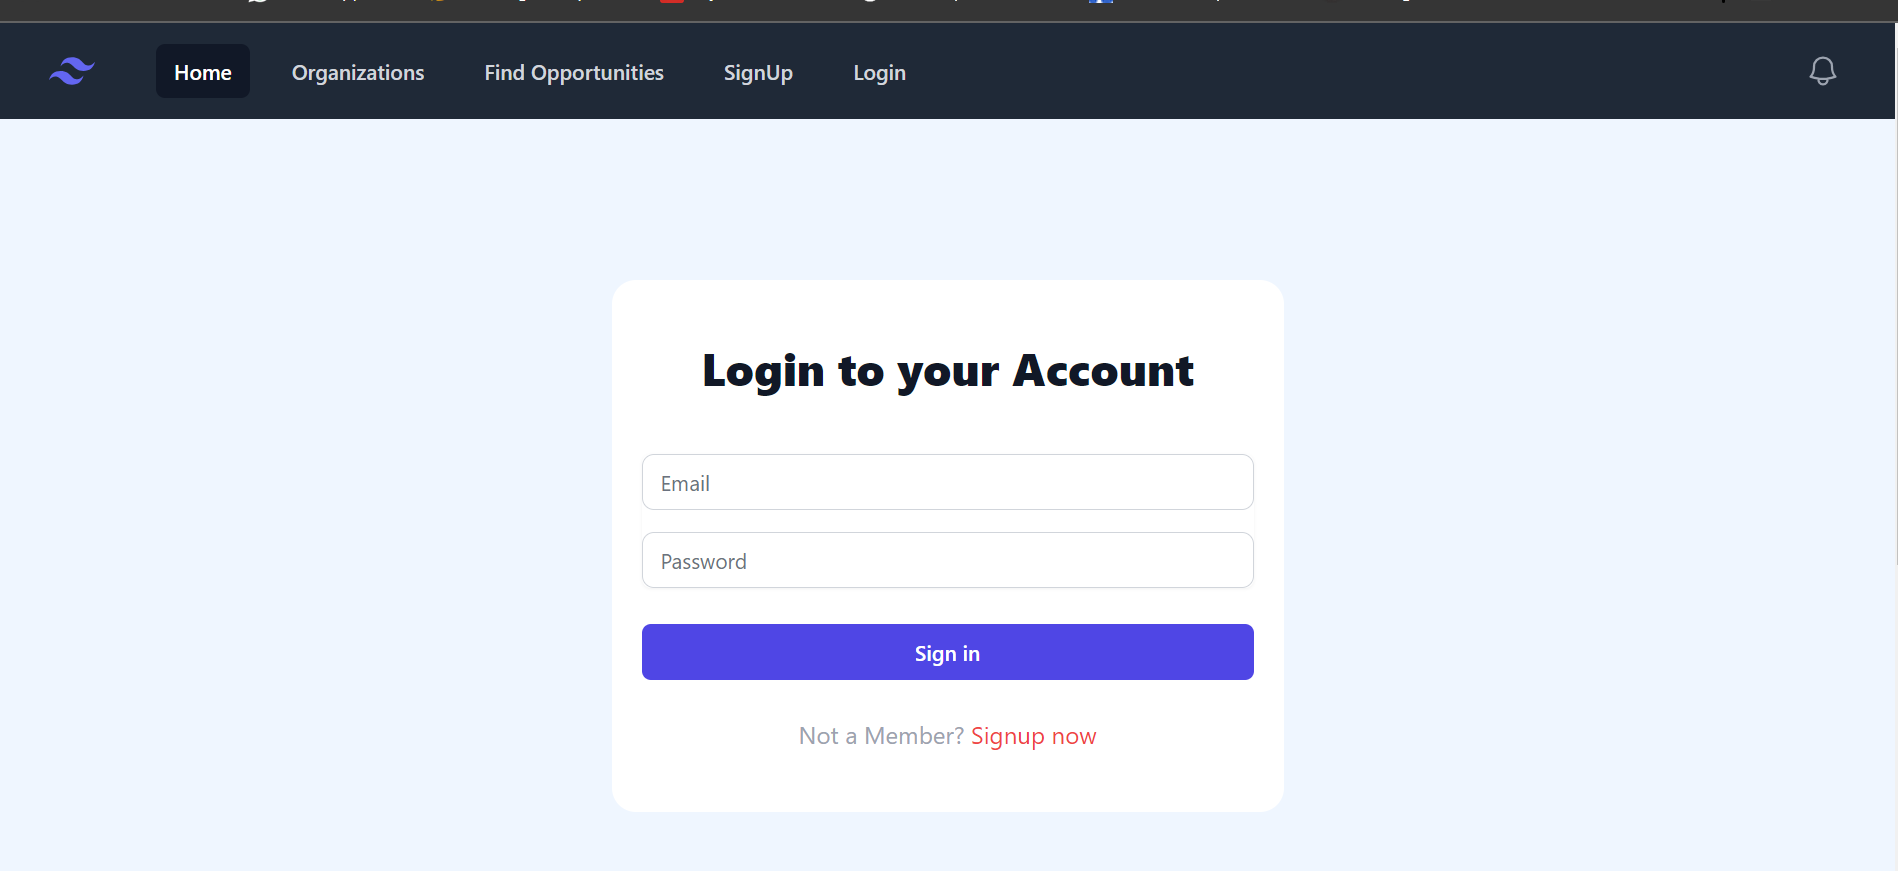 Home Organizations Find Opportunities SignUp Login
Login to your Account
Email
Password
Sign in
Not a Member? Signup now